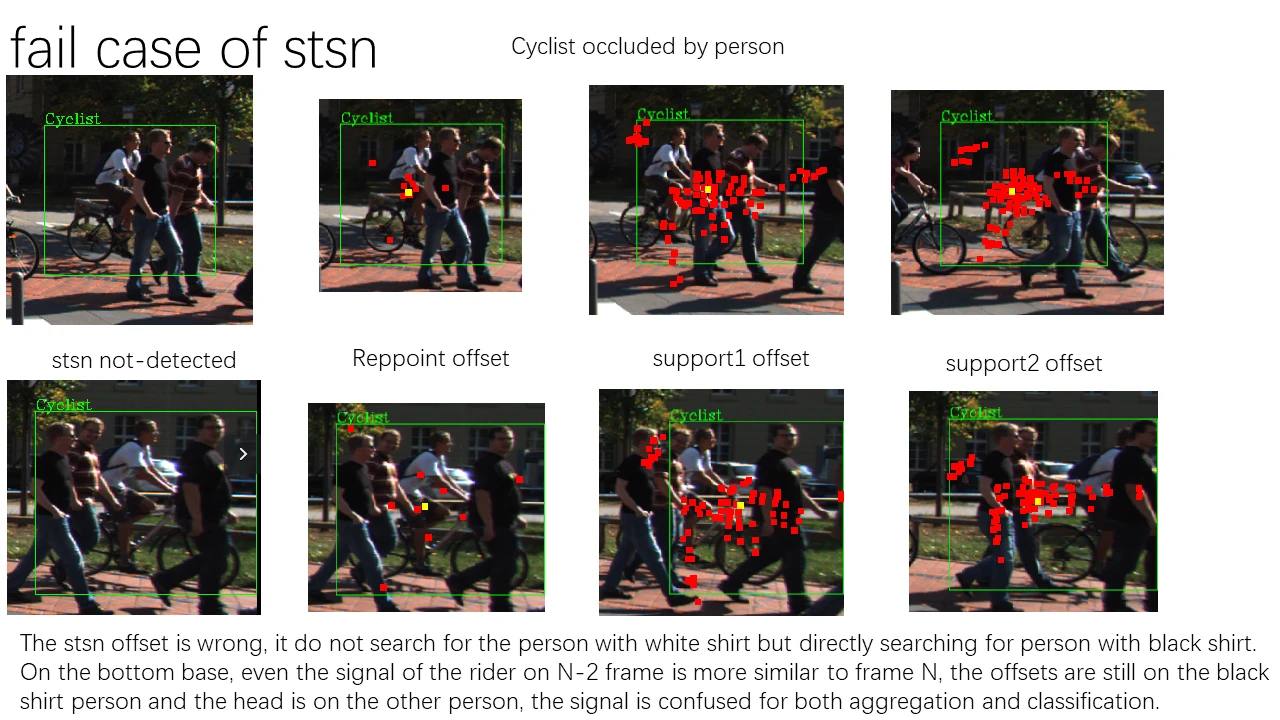 fail case of stsn
Cyclist occluded by person
Cyclist
Cyclist
Cyclist
Cyclist
stsn not-detected
Reppoint offset
support1 offset
support2 offset
Cyclist
Cyclist
Cyclist
Cyclist
The stsn offset is wrong, it do not search for the person with white shirt but directly searching for person with black shirt.
On the bottom base, even the signal of the rider on N-2 frame is more similar to frame N, the offsets are still on the black
shirt person and the head is on the other person, the signal is confused for both aggregation and classification.